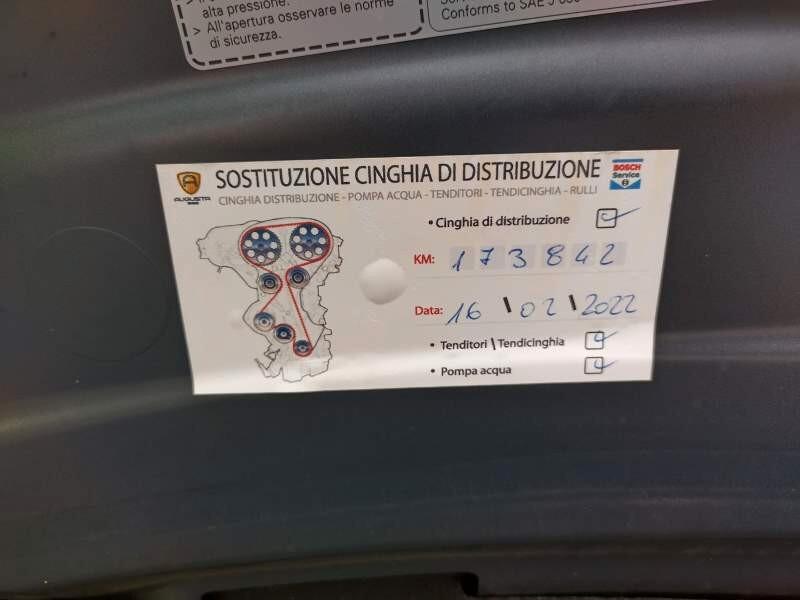 alta pressione.
> All'apertura osservare le norme
di sicurezza.
Conforms to SAE J
AUGUSTA
SOSTITUZIONE CINGHIA DI DISTRIBUZIONE
BOSCH
Service
CINGHIA DISTRIBUZIONE - POMPA ACQUA - TENDITORI - TENDICINGHIA - RULLI
• Cinghia di distribuzione
KM: 173842
Data: 16 \ 02 \ 2022
• Tenditori \ Tendicinghia
• Pompa acqua